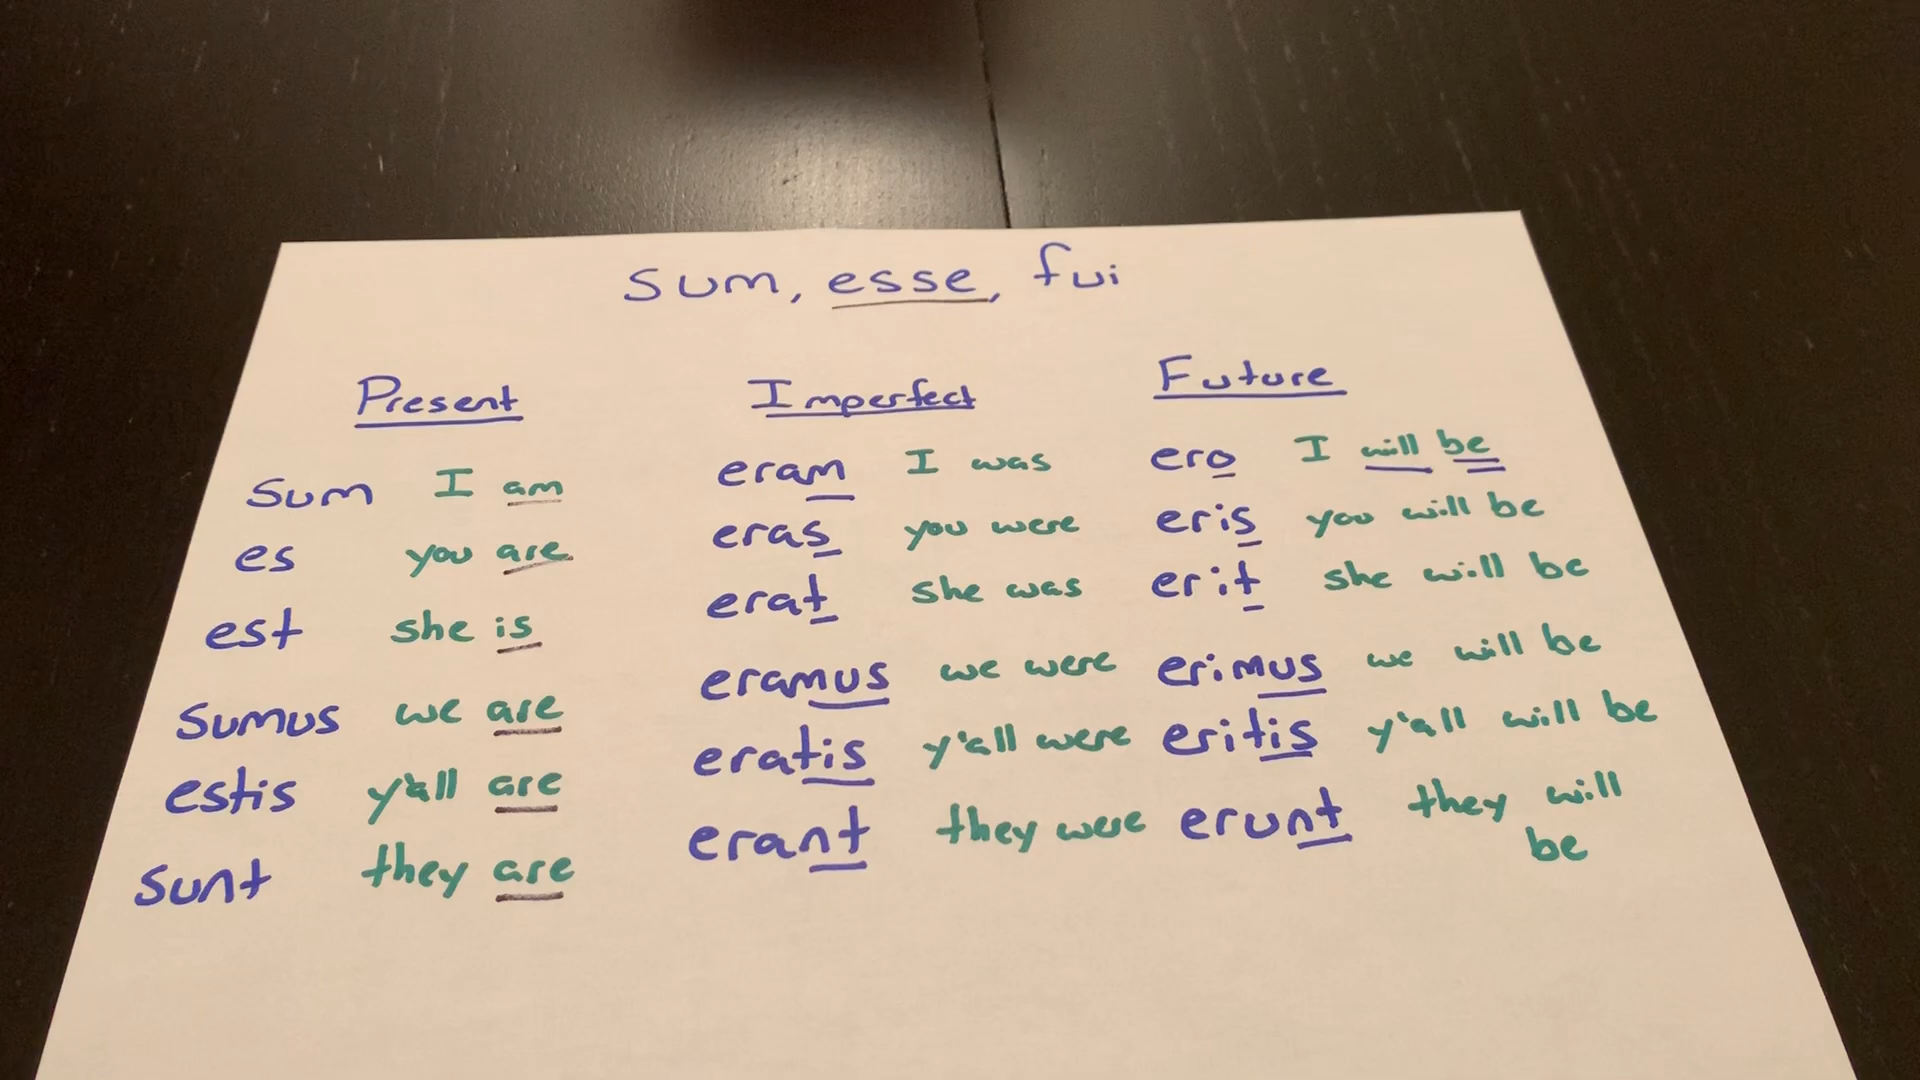 sum, esse, fui
Present Imperfect Future
sum I am eram I was ero I will be
es you are eras you were eris you will be
est she is erat she was erit she will be
sumus we are eramus we were erimus we will be
estis y'all are eratis y'all were eritis y'all will be
sunt they are erant they were erunt they will
be